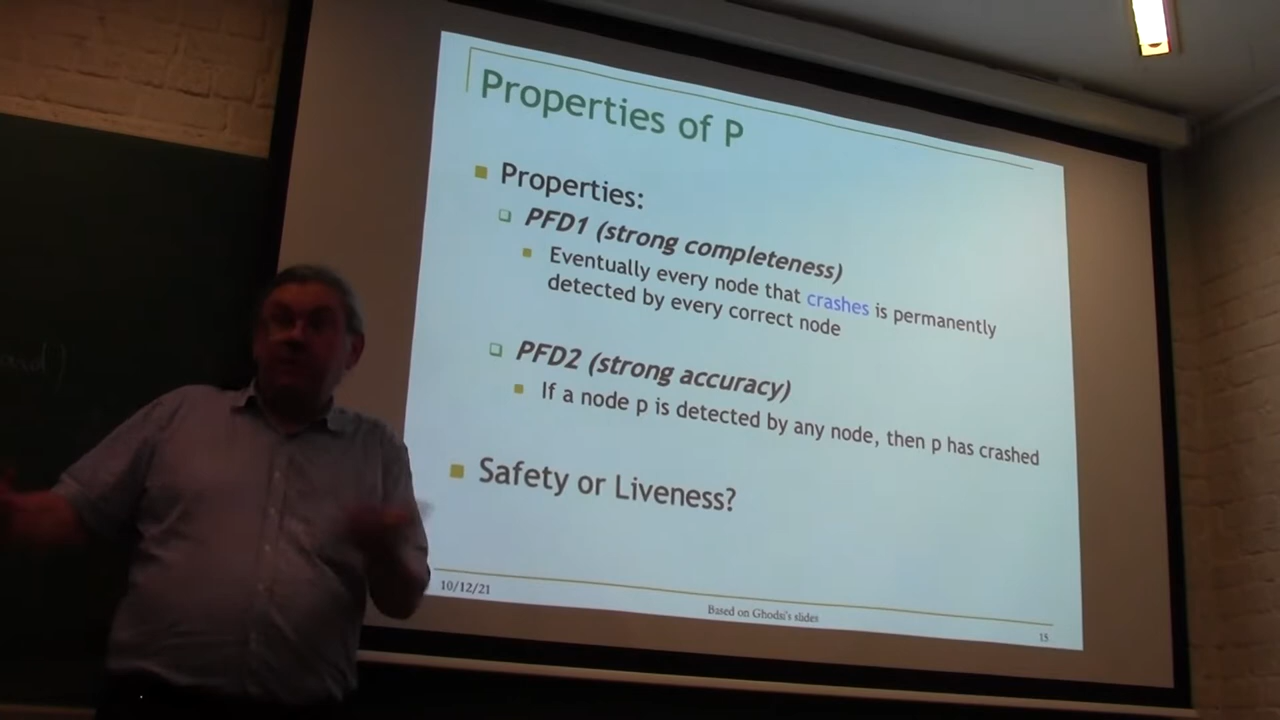 Properties of P
Properties:
PFD1 (strong completeness)
Eventually every node that crashes is permanently
detected by every correct node
PFD2 (strong accuracy)
If a node p is detected by any node, then p has crashed
Safety or Liveness?
10/12/21
Based on Ghodsi's slides
15